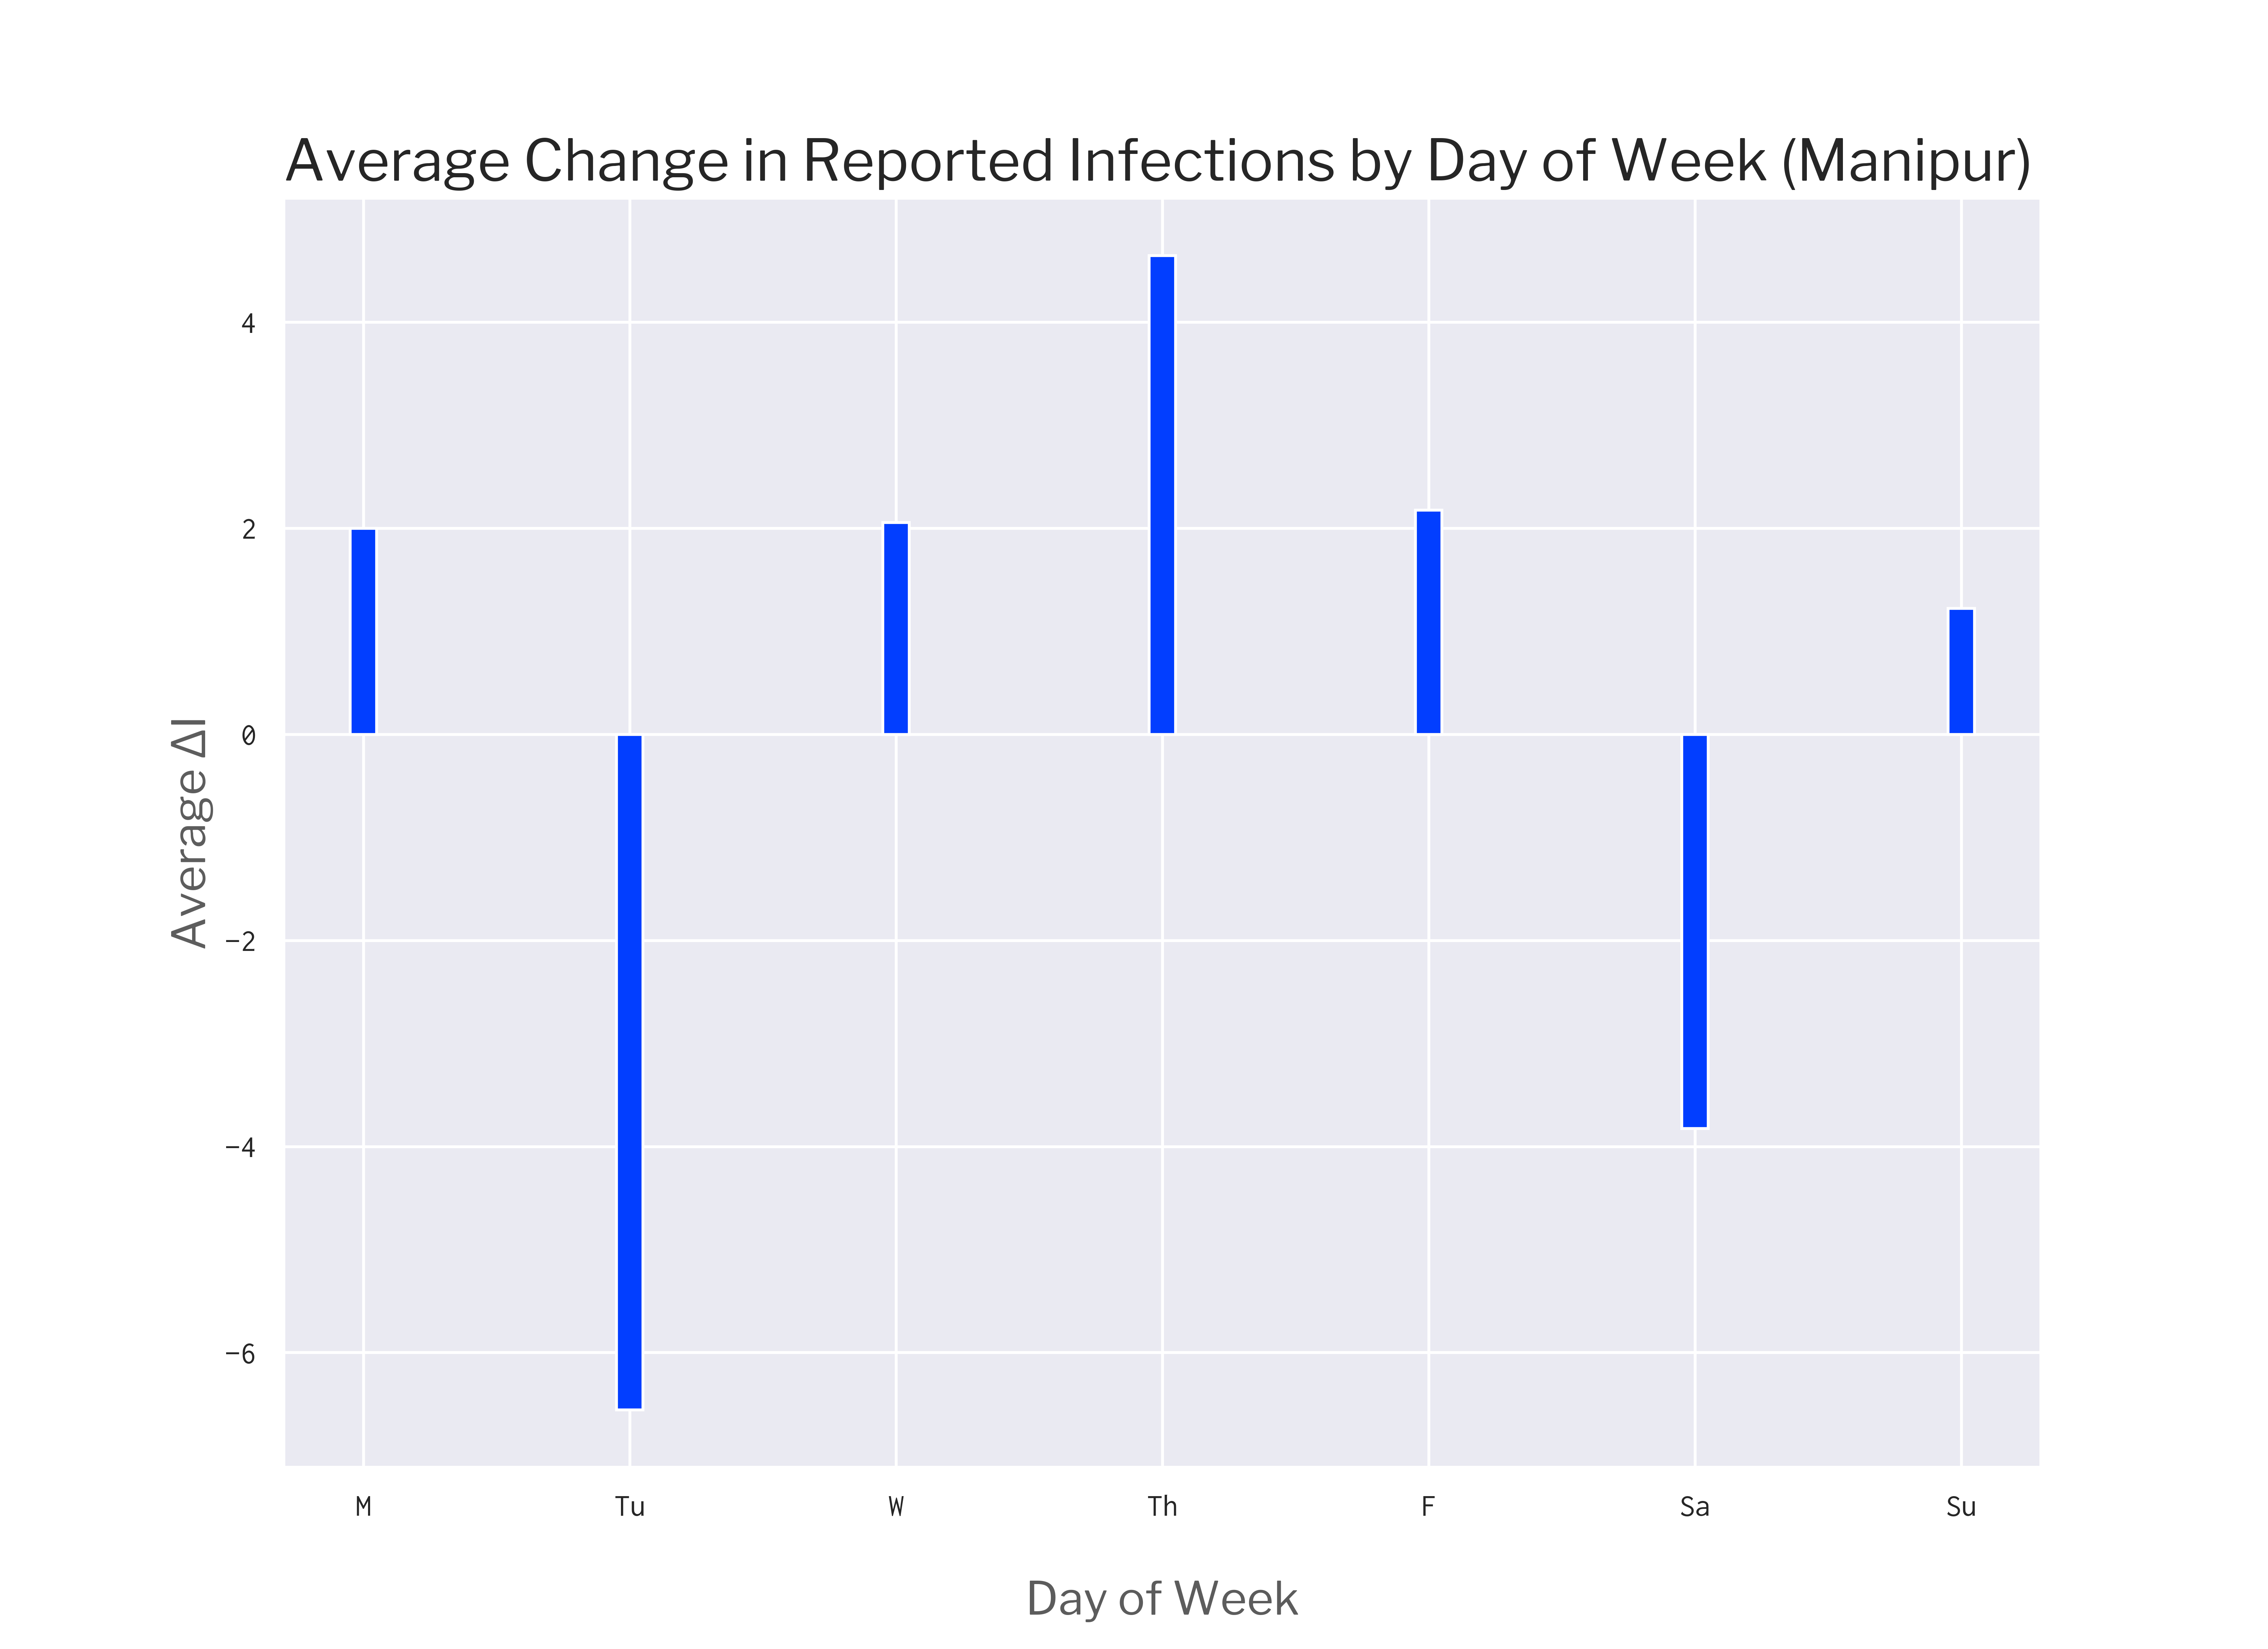 Average Change in Reported Infections by Day of Week (Manipur)
4
2
0
−2
−4
−6
Average ΔI
M Tu W Th F Sa Su
Day of Week